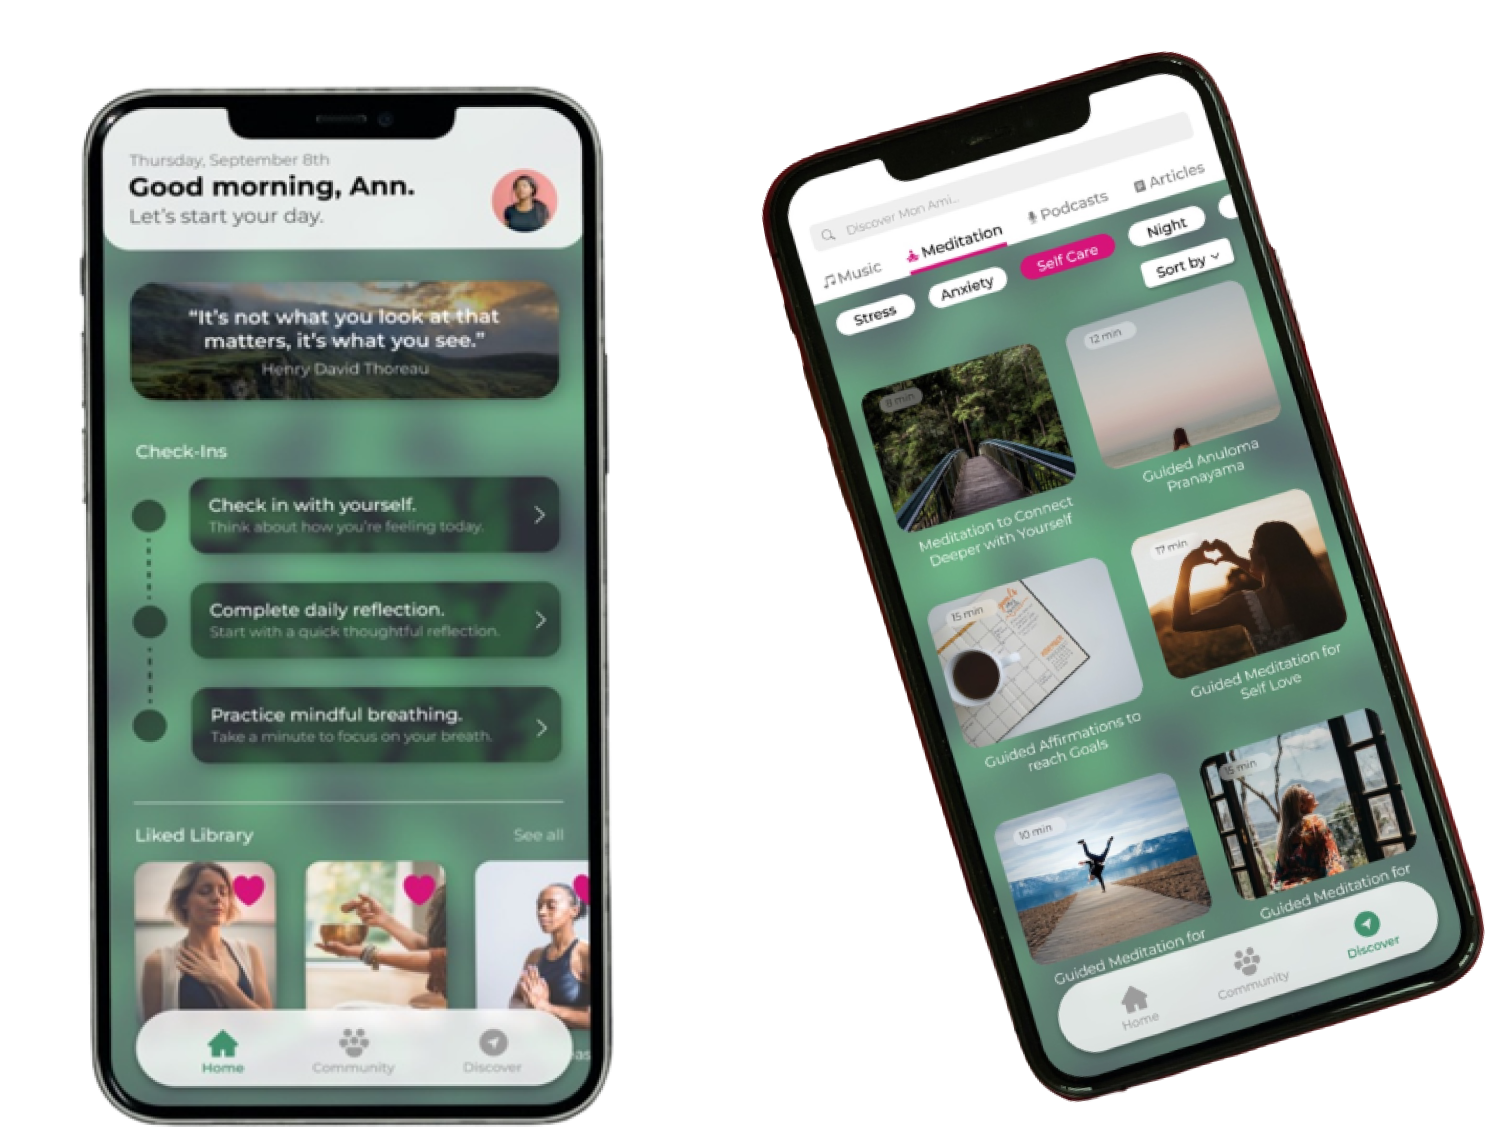 Thursday, September 8th
Good morning, Ann.
Let's start your day.
“It's not what you look at that
matters, it's what you see.”
Henry David Thoreau
Check-Ins
Check in with yourself.
Think about how you're feeling today.
Complete daily reflection.
Start with a quick thoughtful reflection.
Practice mindful breathing.
Take a minute to focus on your breath.
Liked Library
See all
Home
Community
Discover
Discover Mon Ami...
Music
Meditation
Podcasts
Articles
Stress
Anxiety
Self Care
Night
Sort by
8 min
Meditation to Connect
Deeper with Yourself
12 min
Guided Anuloma
Pranayama
15 min
Guided Affirmations to
reach Goals
17 min
Guided Meditation for
Self Love
10 min
Guided Meditation for
15 min
Guided Meditation for
Home
Community
Discover